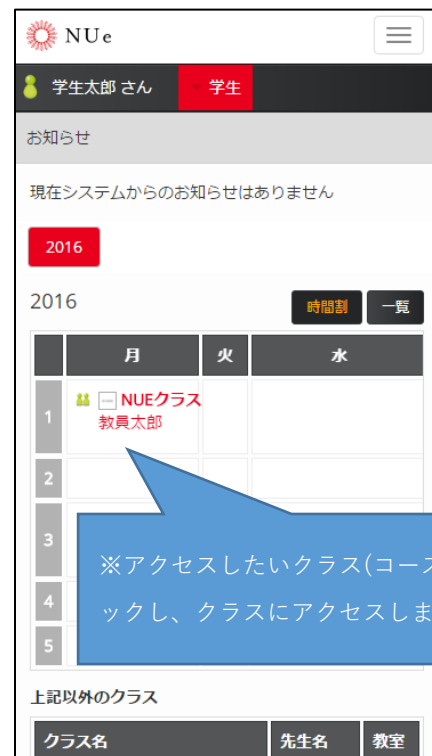 NUe
学生太郎 さん 学生
お知らせ
現在システムからのお知らせはありません
2016
2016 時間割 一覧
月 火 水
1 NUEクラス
教員太郎
2
3
※アクセスしたいクラス(コース
4
ックし、クラスにアクセスしま
5
上記以外のクラス
クラス名 先生名 教室